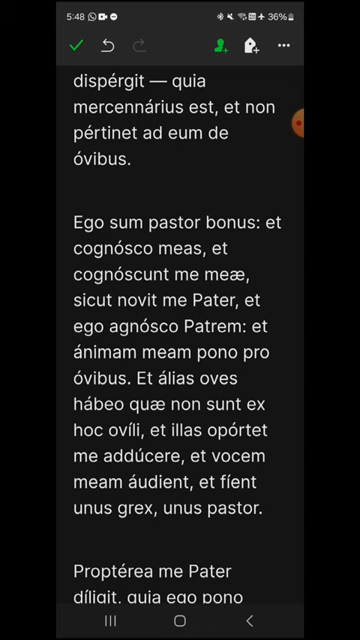 5:48
36%
dispérgit — quia
mercennárius est, et non
pértinet ad eum de
óvibus.
Ego sum pastor bonus: et
cognósco meas, et
cognóscunt me meæ,
sicut novit me Pater, et
ego agnósco Patrem: et
ánimam meam pono pro
óvibus. Et álias oves
hábeo quæ non sunt ex
hoc ovíli, et illas opórtet
me addúcere, et vocem
meam áudient, et fíent
unus grex, unus pastor.
Proptérea me Pater
díligit, quia ego pono